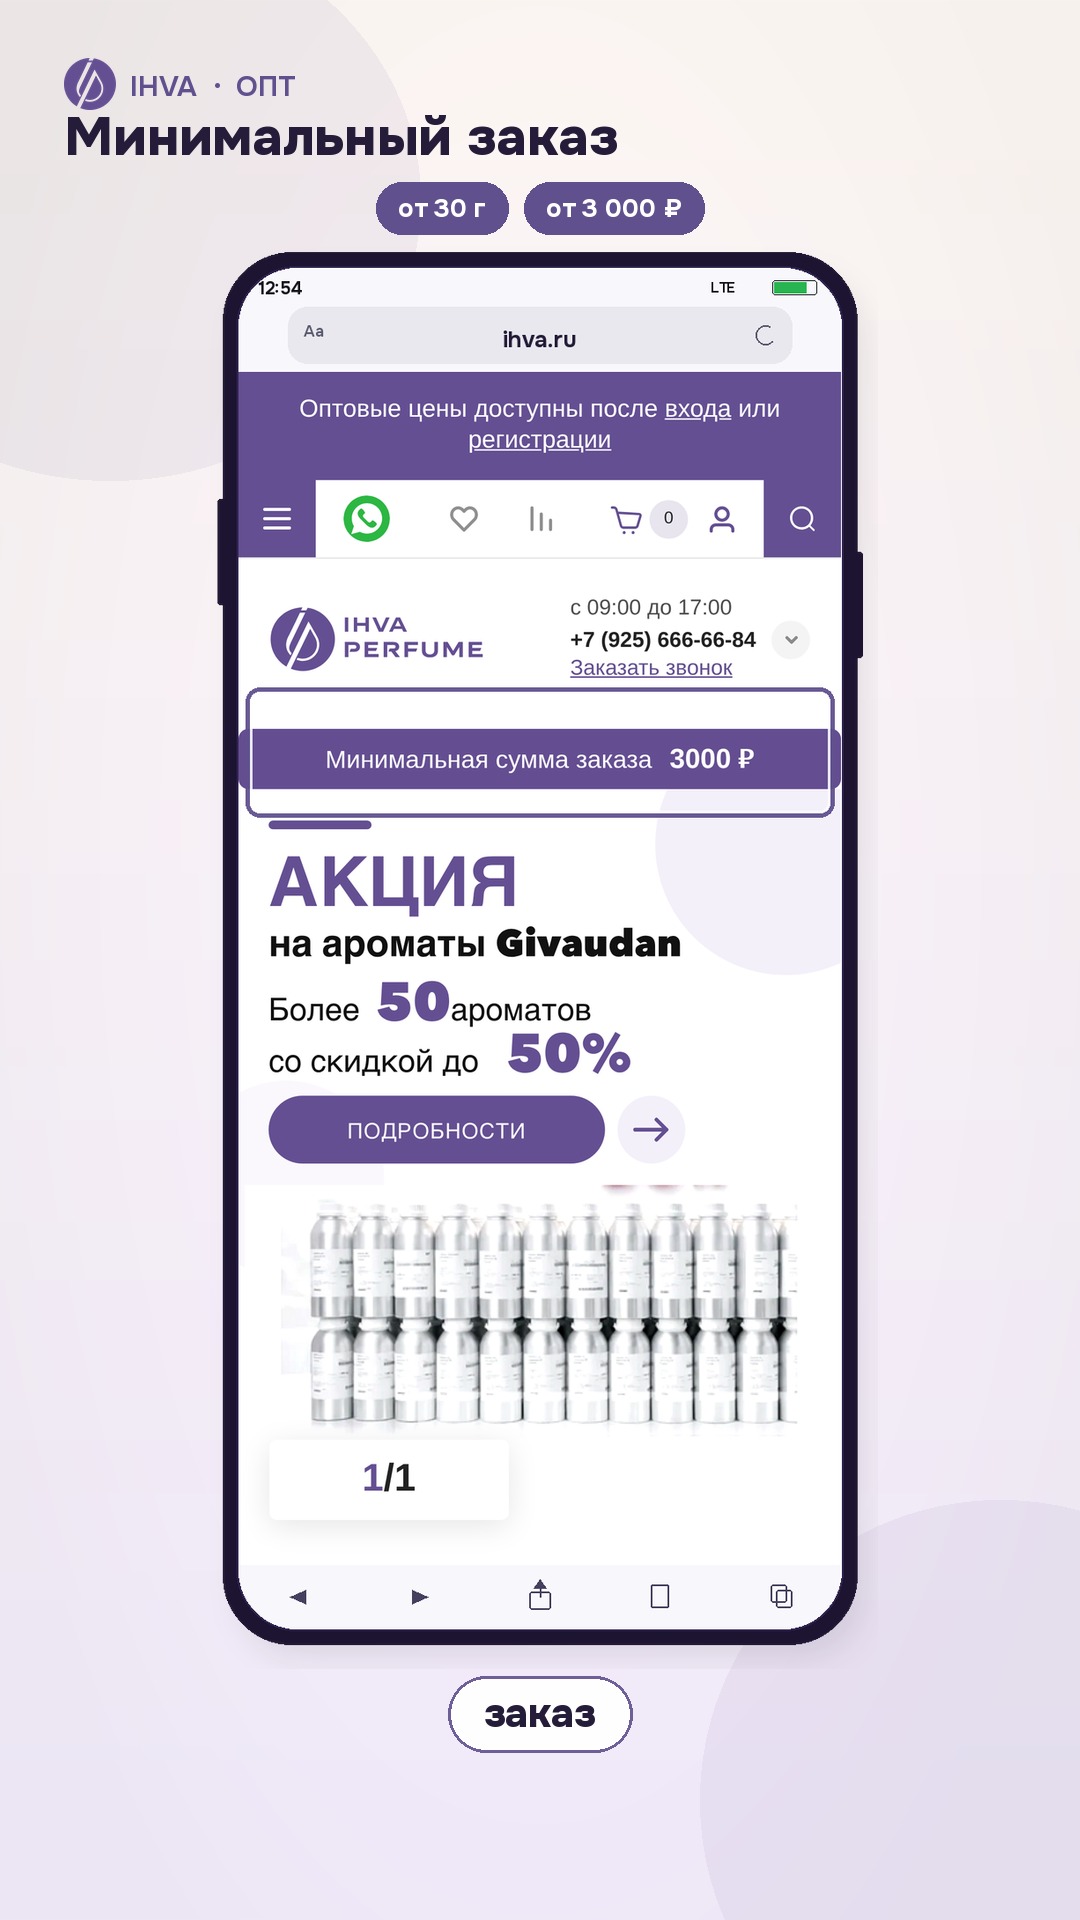 IHVA · ОПТ
Минимальный заказ
от 30 г
от 3 000 ₽
12:54
LTE
Aa
ihva.ru
Оптовые цены доступны после входа или
регистрации
0
IHVA
PERFUME
с 09:00 до 17:00
+7 (925) 666-66-84
Заказать звонок
Минимальная сумма заказа 3000 ₽
АКЦИЯ
на ароматы Givaudan
Более 50 ароматов
со скидкой до 50%
ПОДРОБНОСТИ
1/1
заказ